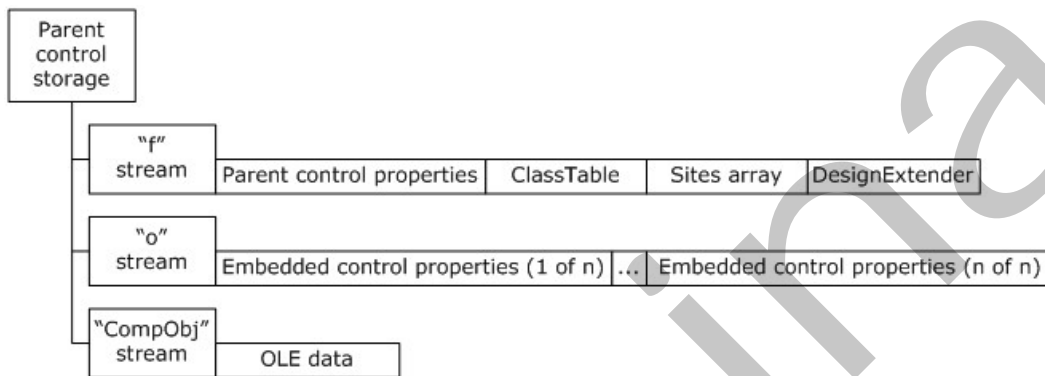 Parent
control
storage
"f"
stream
Parent control properties
ClassTable
Sites array
DesignExtender
"o"
stream
Embedded control properties (1 of n)
...
Embedded control properties (n of n)
"CompObj"
stream
OLE data
ina